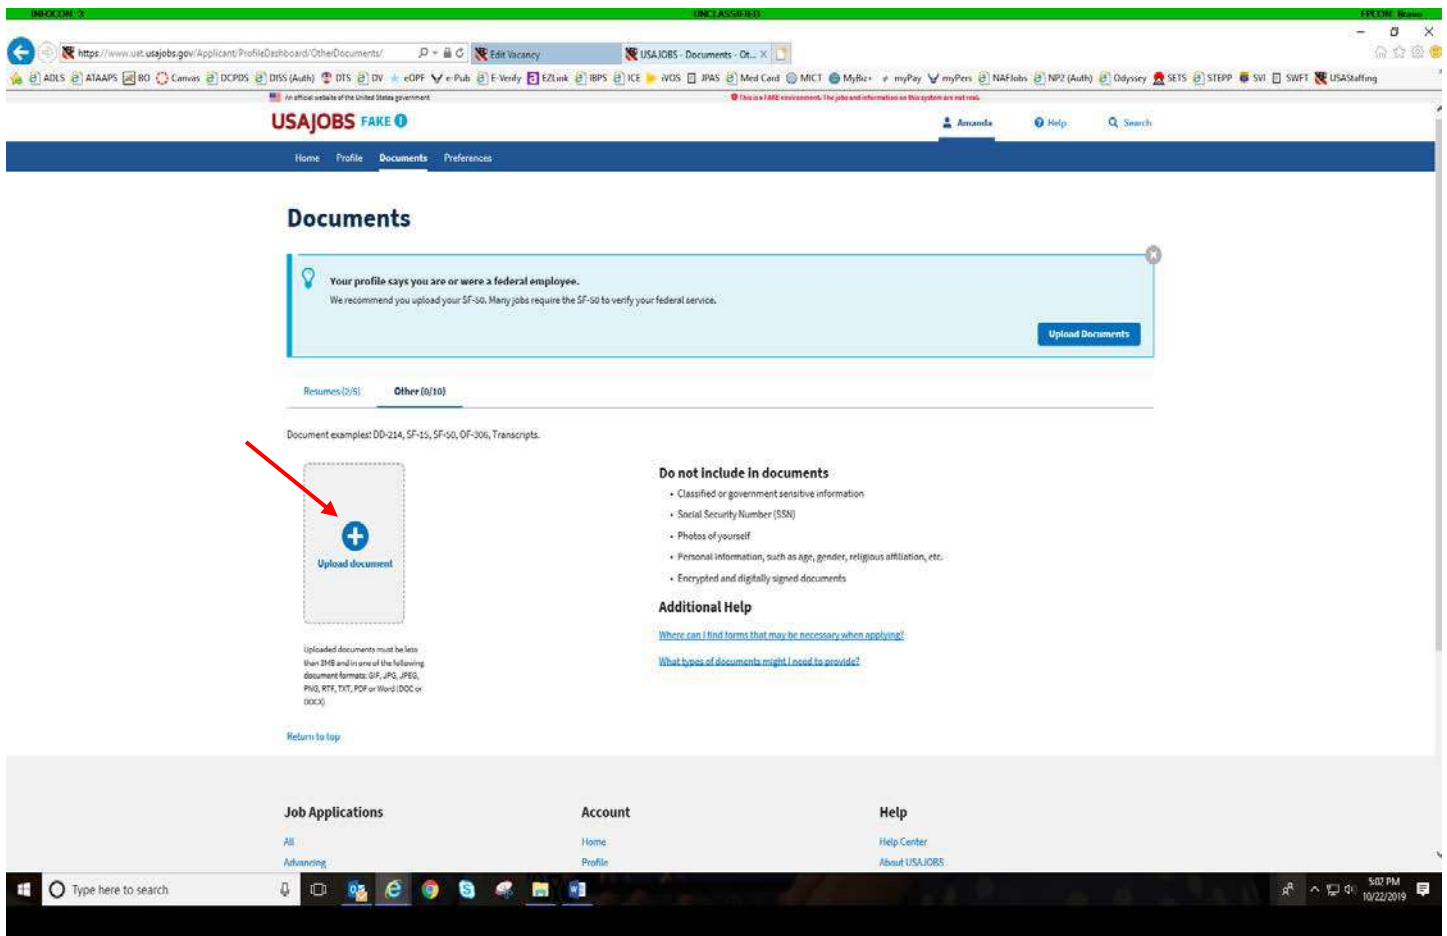 INFOCON: 3 UNCLASSIFIED FPCON: Bravo
https://www.uat.usajobs.gov/Applicant/ProfileDashboard/OtherDocuments/ Edit Vacancy USAJOBS - Documents - Ot...
ADLS ATAAPS BO Canvas DCPDS DISS (Auth) DTS DV eOPF e-Pub E-Verify EZLink IBPS ICE iVOS JPAS Med Card MICT MyBiz+ myPay myPers NAFJobs NP2 (Auth) Odyssey SETS STEPP SVI SWFT USAStaffing
An official website of the United States government This is a FAKE environment. The jobs and information on this system are not real.
USAJOBS FAKE Amanda Help Search
Home Profile Documents Preferences
Documents
Your profile says you are or were a federal employee.
We recommend you upload your SF-50. Many jobs require the SF-50 to verify your federal service.
Upload Documents
Resumes (2/5) Other (0/10)
Document examples: DD-214, SF-15, SF-50, OF-306, Transcripts.
Upload document
Uploaded documents must be less
than 3MB and in one of the following
document formats: GIF, JPG, JPEG,
PNG, RTF, TXT, PDF or Word (DOC or
DOCX)
Return to top
Do not include in documents
• Classified or government sensitive information
• Social Security Number (SSN)
• Photos of yourself
• Personal information, such as age, gender, religious affiliation, etc.
• Encrypted and digitally signed documents
Additional Help
Where can I find forms that may be necessary when applying?
What types of documents might I need to provide?
Job Applications Account Help
All Home Help Center
Advancing Profile About USAJOBS
Type here to search 5:02 PM
10/22/2019